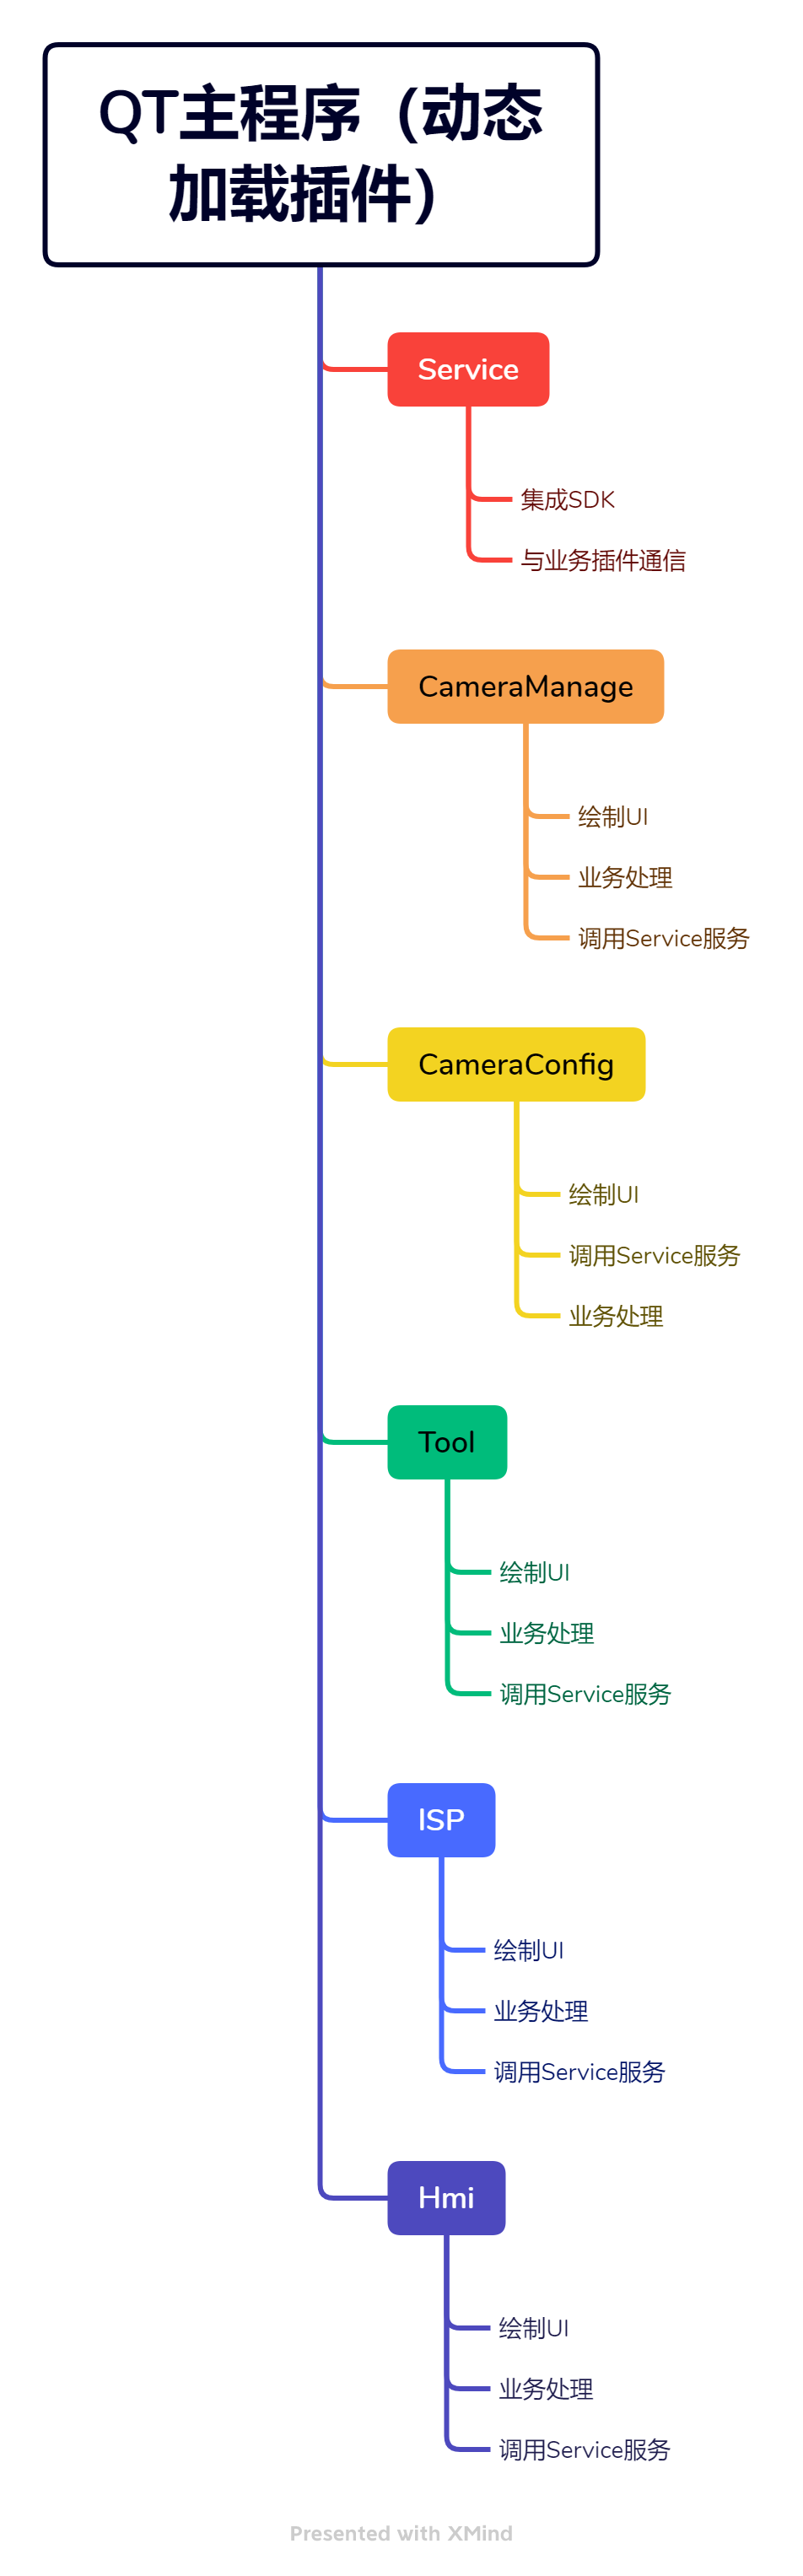 QT主程序（动态
加载插件）
Service
集成SDK
与业务插件通信
CameraManage
绘制UI
业务处理
调用Service服务
CameraConfig
绘制UI
调用Service服务
业务处理
Tool
绘制UI
业务处理
调用Service服务
ISP
绘制UI
业务处理
调用Service服务
Hmi
绘制UI
业务处理
调用Service服务
Presented with XMind